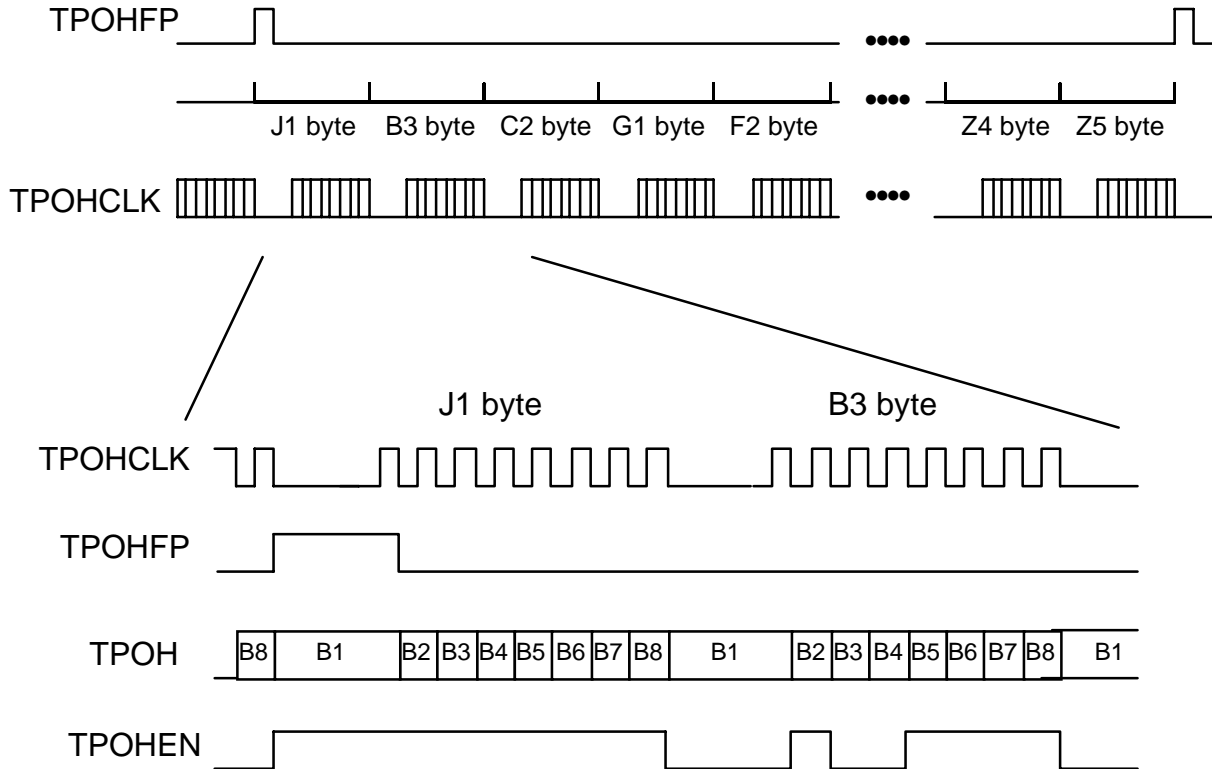 TPOHFP
J1 byte B3 byte C2 byte G1 byte F2 byte Z4 byte Z5 byte
TPOHCLK
J1 byte B3 byte
TPOHCLK
TPOHFP
TPOH B8 B1 B2 B3 B4 B5 B6 B7 B8 B1 B2 B3 B4 B5 B6 B7 B8 B1
TPOHEN